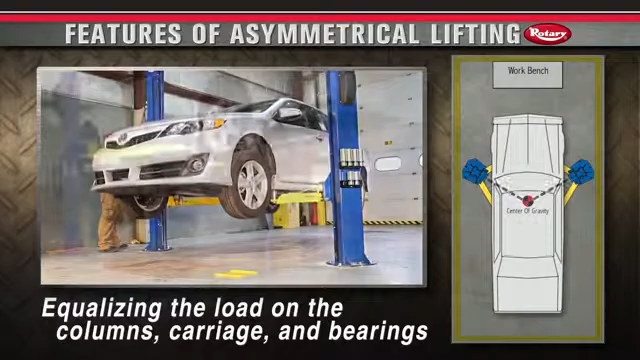 FEATURES OF ASYMMETRICAL LIFTING
Rotary
Work Bench
Center Of Gravity
Equalizing the load on the
columns, carriage, and bearings